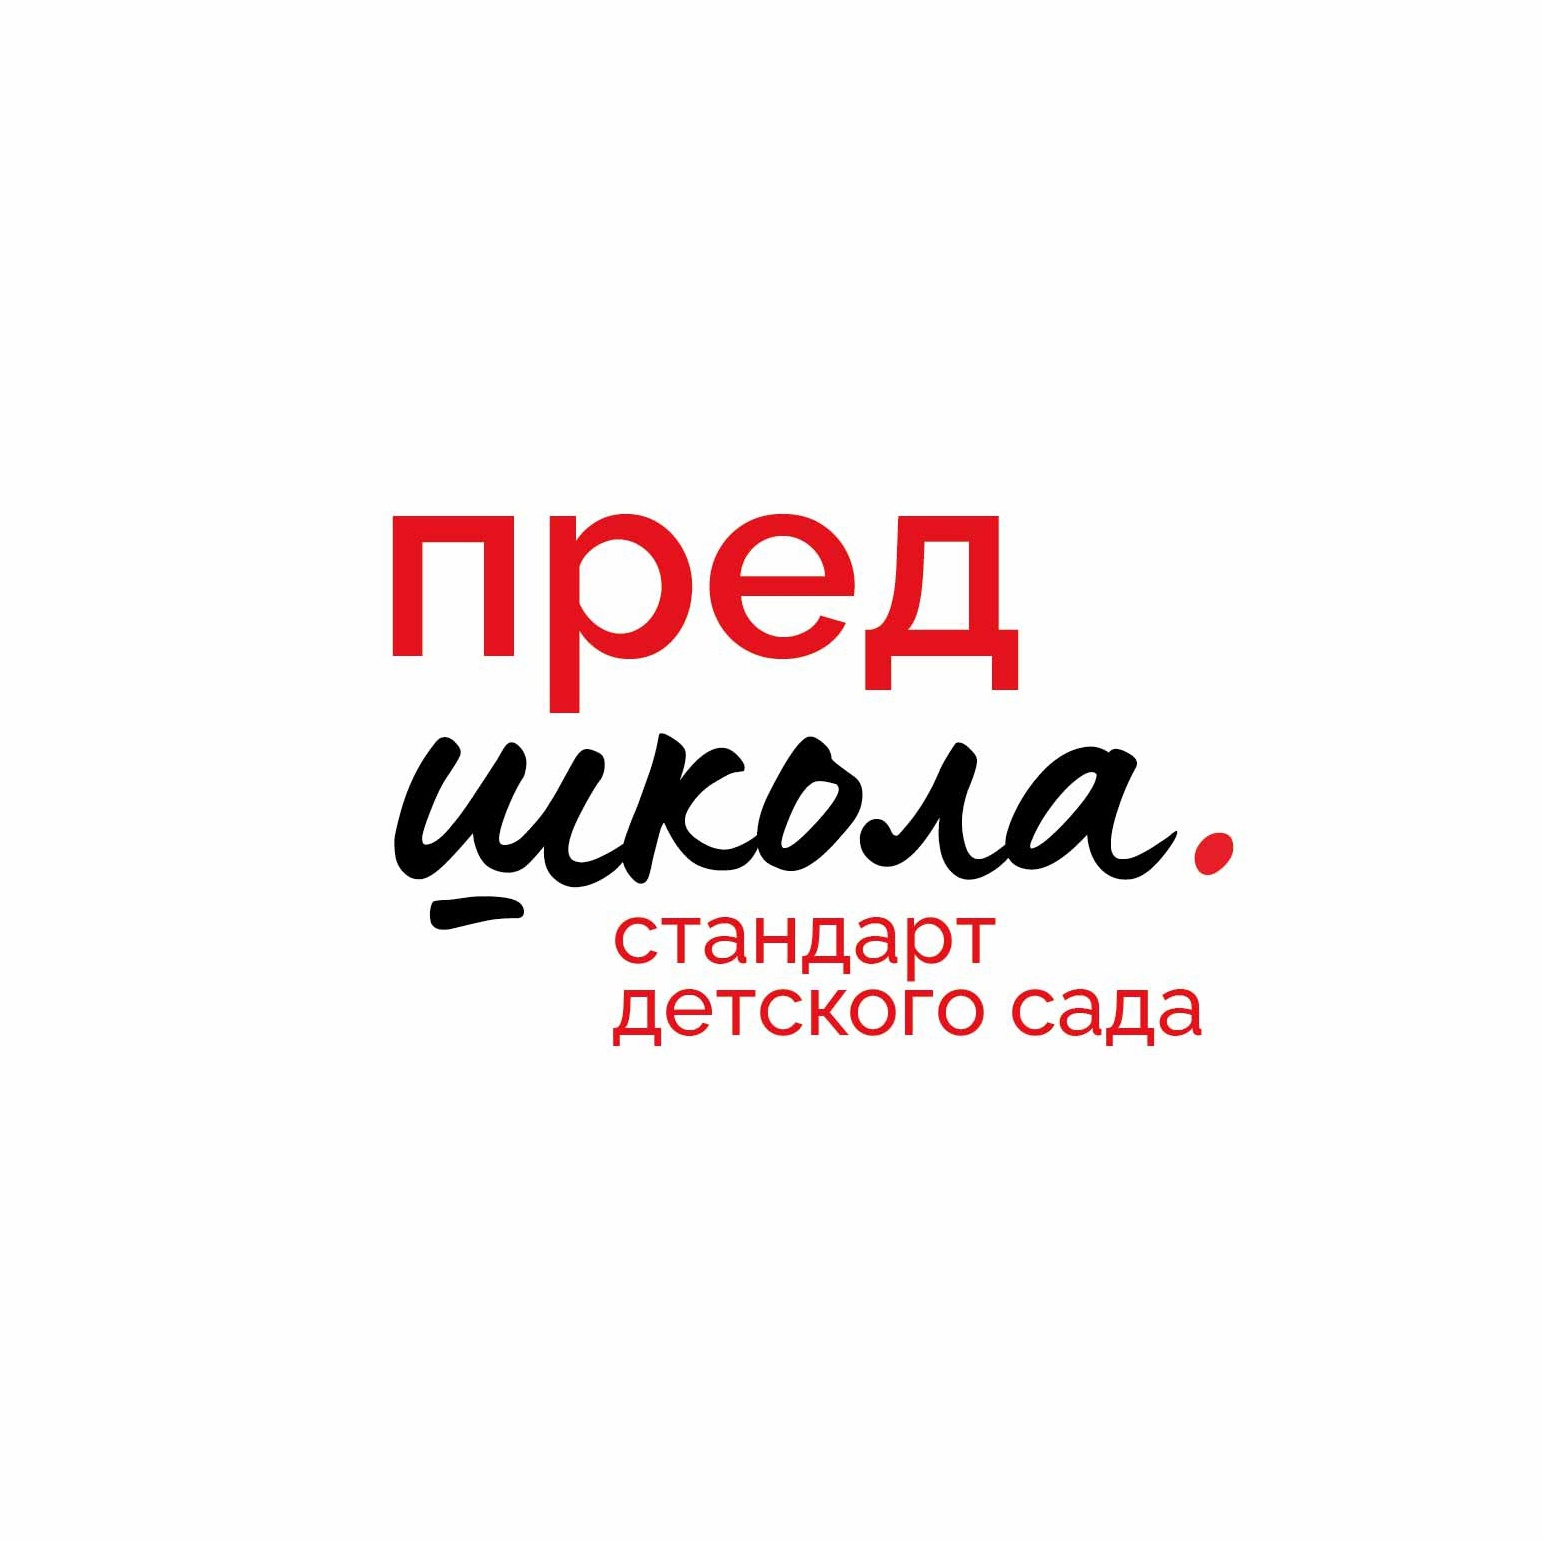 пред
школа.
стандарт
детского сада